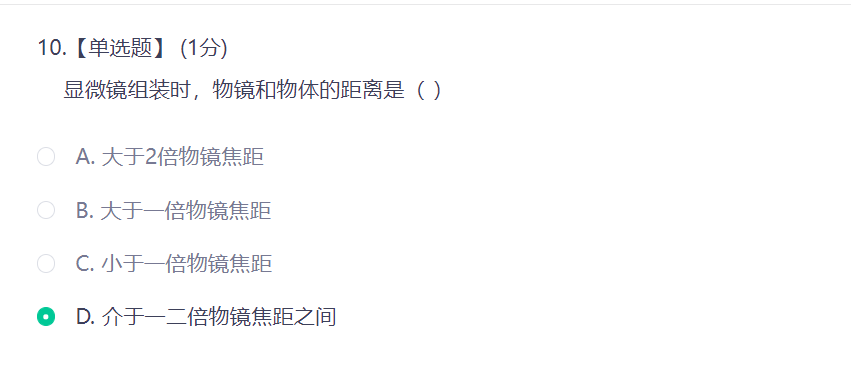 10.【单选题】 (1分)
显微镜组装时，物镜和物体的距离是（ ）
A. 大于2倍物镜焦距
B. 大于一倍物镜焦距
C. 小于一倍物镜焦距
D. 介于一二倍物镜焦距之间